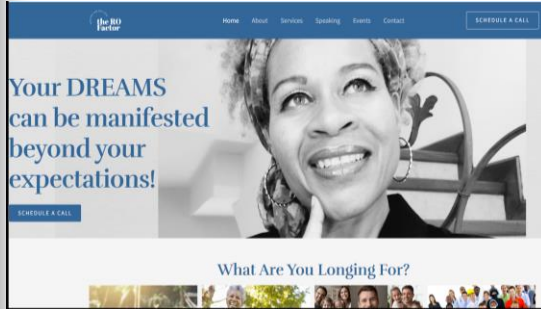 the RO
Factor
Home About Services Speaking Events Contact
SCHEDULE A CALL
Your DREAMS
can be manifested
beyond your
expectations!
SCHEDULE A CALL
What Are You Longing For?